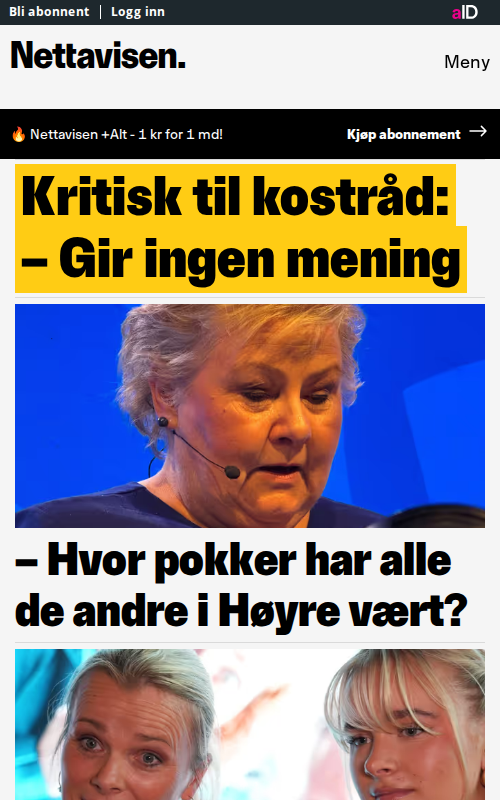 Bli abonnent | Logg inn
aID
Nettavisen.
Meny
🔥 Nettavisen +Alt - 1 kr for 1 md!
Kjøp abonnement →
Kritisk til kostråd:
– Gir ingen mening
– Hvor pokker har alle
de andre i Høyre vært?